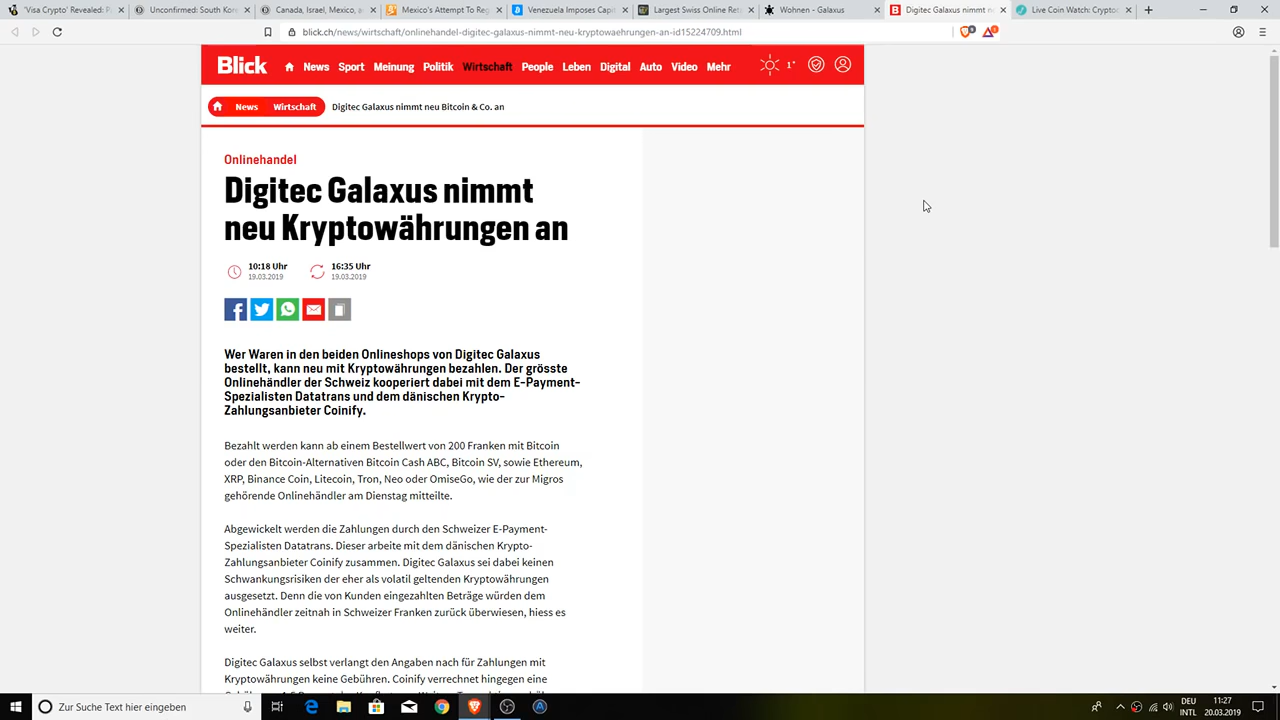 'Visa Crypto' Revealed: P
Unconfirmed: South Kore
Canada, Israel, Mexico, a
Mexico's Attempt To Reg
Venezuela Imposes Capi
Largest Swiss Online Reta
Wohnen - Galaxus
Digitec Galaxus nimmt n
Live Coin Watch: Cryptoc
blick.ch/news/wirtschaft/onlinehandel-digitec-galaxus-nimmt-neu-kryptowaehrungen-an-id15224709.html
Blick News Sport Meinung Politik Wirtschaft People Leben Digital Auto Video Mehr 1°
News Wirtschaft Digitec Galaxus nimmt neu Bitcoin & Co. an
Onlinehandel
Digitec Galaxus nimmt
neu Kryptowährungen an
10:18 Uhr 16:35 Uhr
19.03.2019 19.03.2019
Wer Waren in den beiden Onlineshops von Digitec Galaxus
bestellt, kann neu mit Kryptowährungen bezahlen. Der grösste
Onlinehändler der Schweiz kooperiert dabei mit dem E-Payment-
Spezialisten Datatrans und dem dänischen Krypto-
Zahlungsanbieter Coinify.
Bezahlt werden kann ab einem Bestellwert von 200 Franken mit Bitcoin
oder den Bitcoin-Alternativen Bitcoin Cash ABC, Bitcoin SV, sowie Ethereum,
XRP, Binance Coin, Litecoin, Tron, Neo oder OmiseGo, wie der zur Migros
gehörende Onlinehändler am Dienstag mitteilte.
Abgewickelt werden die Zahlungen durch den Schweizer E-Payment-
Spezialisten Datatrans. Dieser arbeite mit dem dänischen Krypto-
Zahlungsanbieter Coinify zusammen. Digitec Galaxus sei dabei keinen
Schwankungsrisiken der eher als volatil geltenden Kryptowährungen
ausgesetzt. Denn die von Kunden eingezahlten Beträge würden dem
Onlinehändler zeitnah in Schweizer Franken zurück überwiesen, hiess es
weiter.
Digitec Galaxus selbst verlangt den Angaben nach für Zahlungen mit
Kryptowährungen keine Gebühren. Coinify verrechnet hingegen eine
Zur Suche Text hier eingeben
DEU 11:27
INTL 20.03.2019